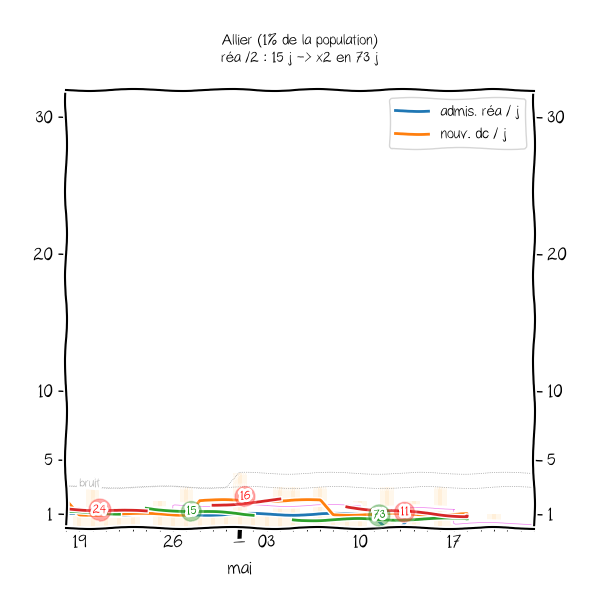 Allier (1% de la population)
réa /2 : 15 j -> x2 en 73 j
admis. réa / j
nouv. dc / j
30 30
20 20
10 10
5 5
bruit
16
24 15 73 11
1 1
19 26 1 03 10 17
mai